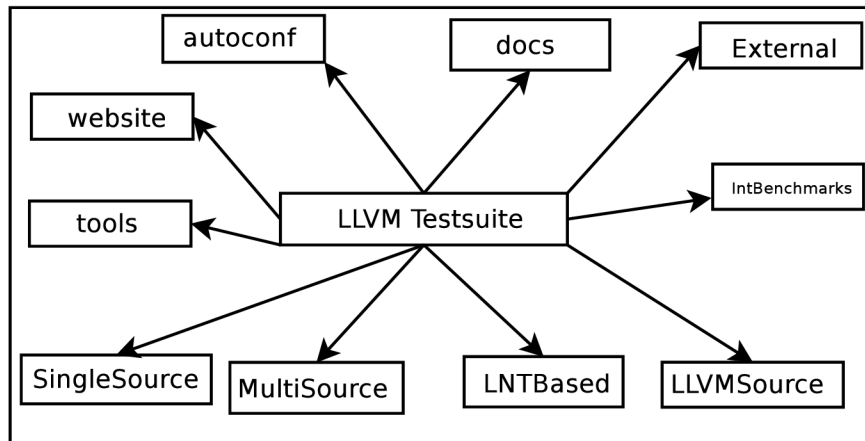 autoconf
docs
External
website
IntBenchmarks
tools
LLVM Testsuite
SingleSource
MultiSource
LNTBased
LLVMSource